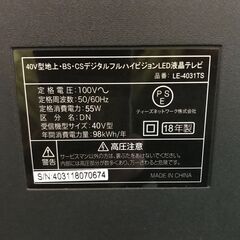 40V型地上・BS・CSデジタルフルハイビジョンLED液晶テレビ
品番：LE-4031TS
定格電圧：100V～
定格周波数：50/60Hz
定格消費電力：55W
区分名：DN
受信機型サイズ：40V型
年間消費電力量：98kWh/年
PSE
ティーズネットワーク株式会社
18年製
高圧注意
サービスマン以外の方は裏ぶたをあけないでください。
内部には高電圧部分が数多くあり、万一さわると危険です。
S/N:403118070674
MADE IN CHINA